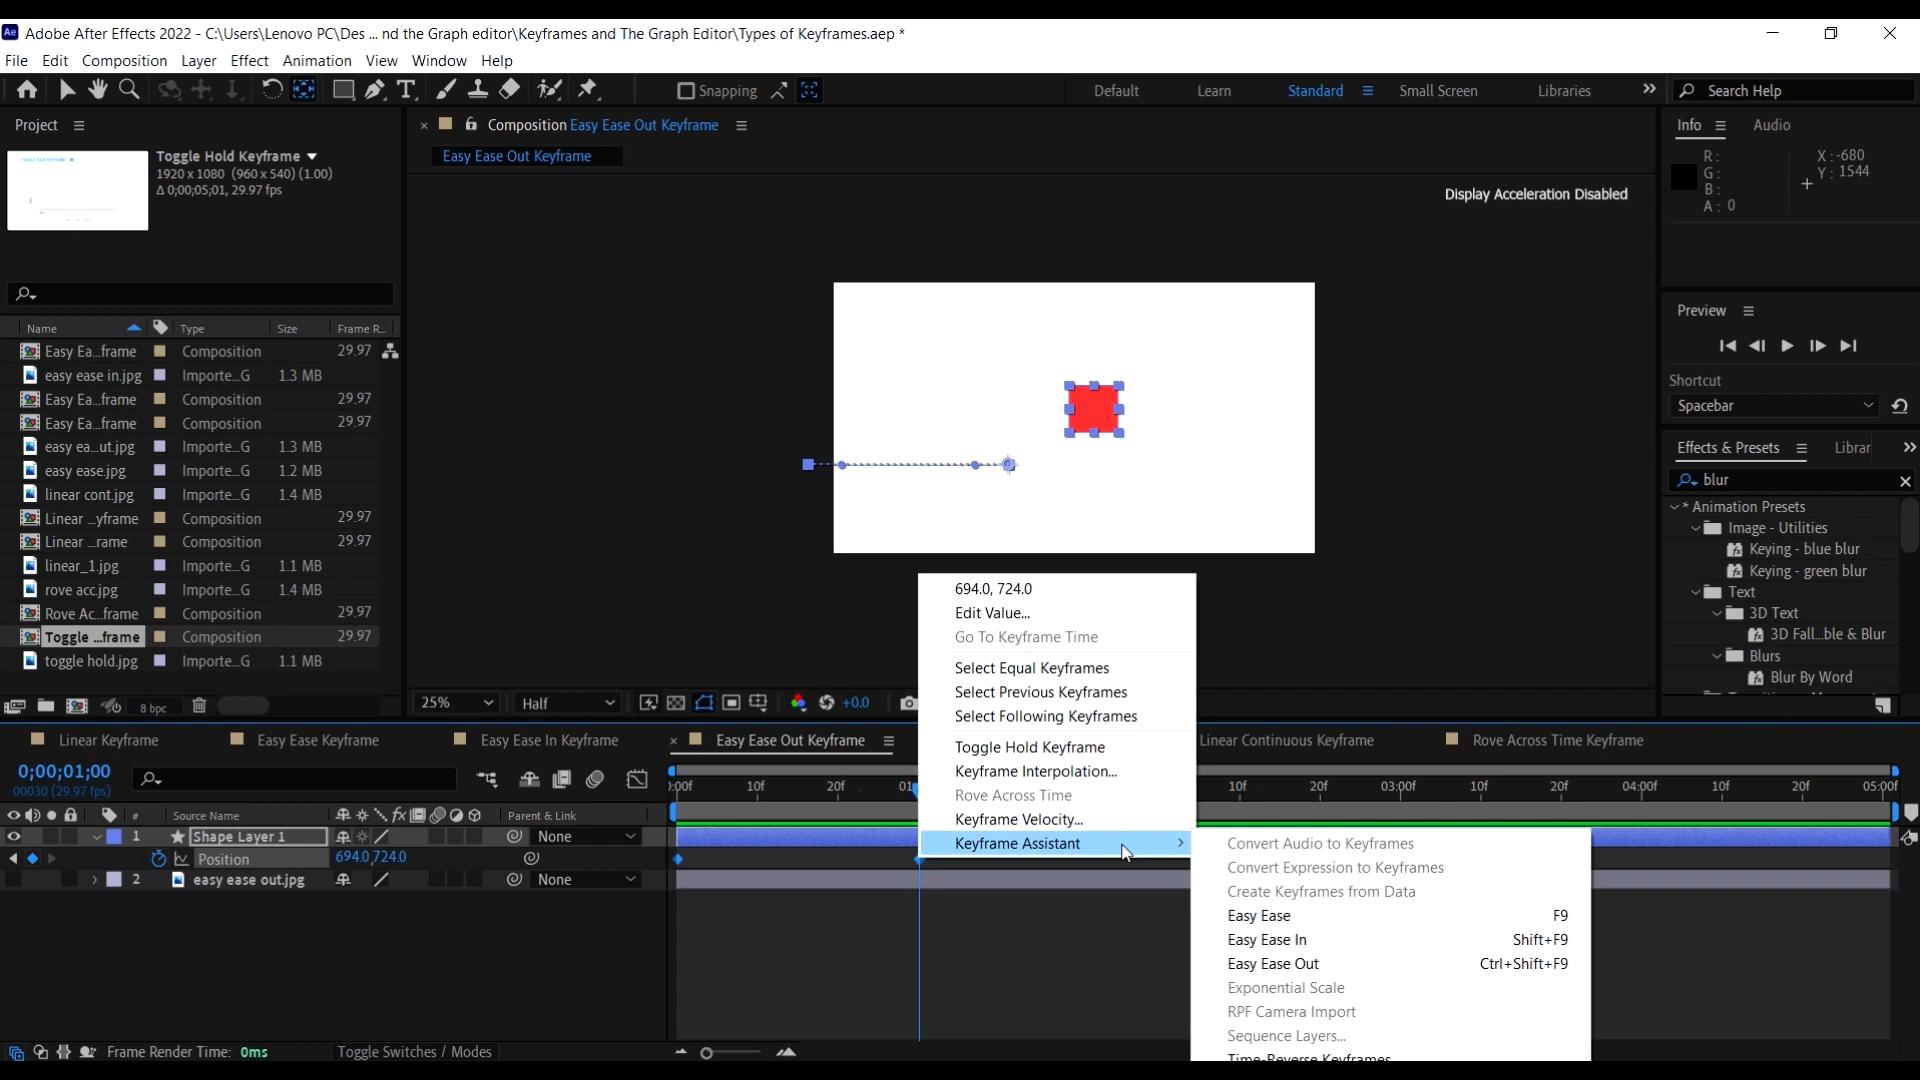 Adobe After Effects 2022 - C:\Users\Lenovo PC\Des ... nd the Graph editor\Keyframes and The Graph Editor\Types of Keyframes.aep *
File Edit Composition Layer Effect Animation View Window Help
Snapping
Default Learn Standard Small Screen Libraries
Search Help
Project
Toggle Hold Keyframe
1920 x 1080 (960 x 540) (1.00)
Δ 0;00;05;01, 29.97 fps
Composition Easy Ease Out Keyframe
Easy Ease Out Keyframe
Display Acceleration Disabled
Info Audio
R:
G:
B:
A: 0
X:-680
Y: 1544
Preview
Shortcut
Spacebar
Effects & Presets Librar
blur
* Animation Presets
Image - Utilities
Keying - blue blur
Keying - green blur
Text
3D Text
3D Fall...ble & Blur
Blurs
Blur By Word
Name Type Size Frame R...
Easy Ea...frame Composition 29.97
easy ease in.jpg Importe...G 1.3 MB
Easy Ea...frame Composition 29.97
Easy Ea...frame Composition 29.97
easy ea...ut.jpg Importe...G 1.3 MB
easy ease.jpg Importe...G 1.2 MB
linear cont.jpg Importe...G 1.4 MB
Linear ...yframe Composition 29.97
Linear ...rame Composition 29.97
linear_1.jpg Importe...G 1.1 MB
rove acc.jpg Importe...G 1.4 MB
Rove Ac...frame Composition 29.97
Toggle ...frame Composition 29.97
toggle hold.jpg Importe...G 1.1 MB
8 bpc
25% Half +0.0
694.0, 724.0
Edit Value...
Go To Keyframe Time
Select Equal Keyframes
Select Previous Keyframes
Select Following Keyframes
Toggle Hold Keyframe
Keyframe Interpolation...
Rove Across Time
Keyframe Velocity...
Keyframe Assistant
Convert Audio to Keyframes
Convert Expression to Keyframes
Create Keyframes from Data
Easy Ease F9
Easy Ease In Shift+F9
Easy Ease Out Ctrl+Shift+F9
Exponential Scale
RPF Camera Import
Sequence Layers...
Time-Reverse Keyframes
Linear Keyframe Easy Ease Keyframe Easy Ease In Keyframe Easy Ease Out Keyframe Linear Continuous Keyframe Rove Across Time Keyframe
0;00;01;00
00030 (29.97 fps)
:00f 10f 20f 01 10f 20f 03:00f 10f 20f 04:00f 10f 20f 05:00f
# Source Name fx Parent & Link
1 Shape Layer 1 None
Position 694.0,724.0
2 easy ease out.jpg None
Frame Render Time: 0ms
Toggle Switches / Modes